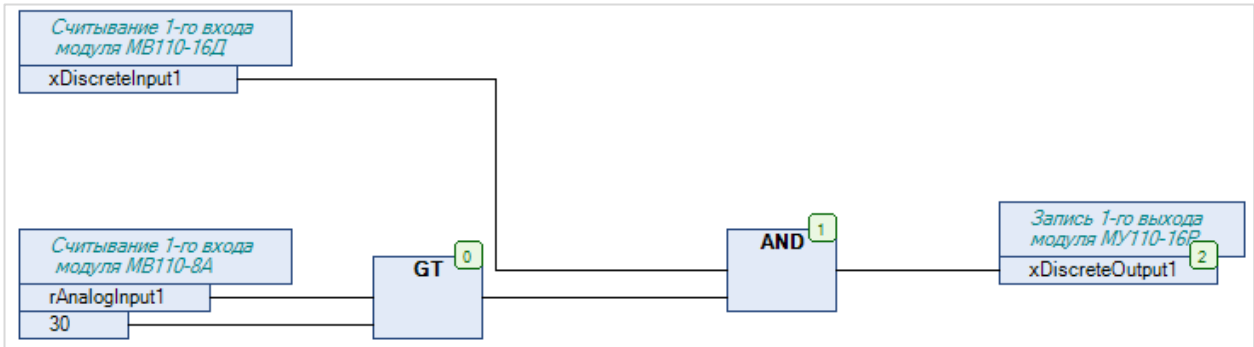 Считывание 1-го входа
модуля МВ110-16Д
xDiscreteInput1
Считывание 1-го входа
модуля МВ110-8А
rAnalogInput1
30
GT
0
AND
1
Запись 1-го выхода
модуля МУ110-16Р
2
xDiscreteOutput1